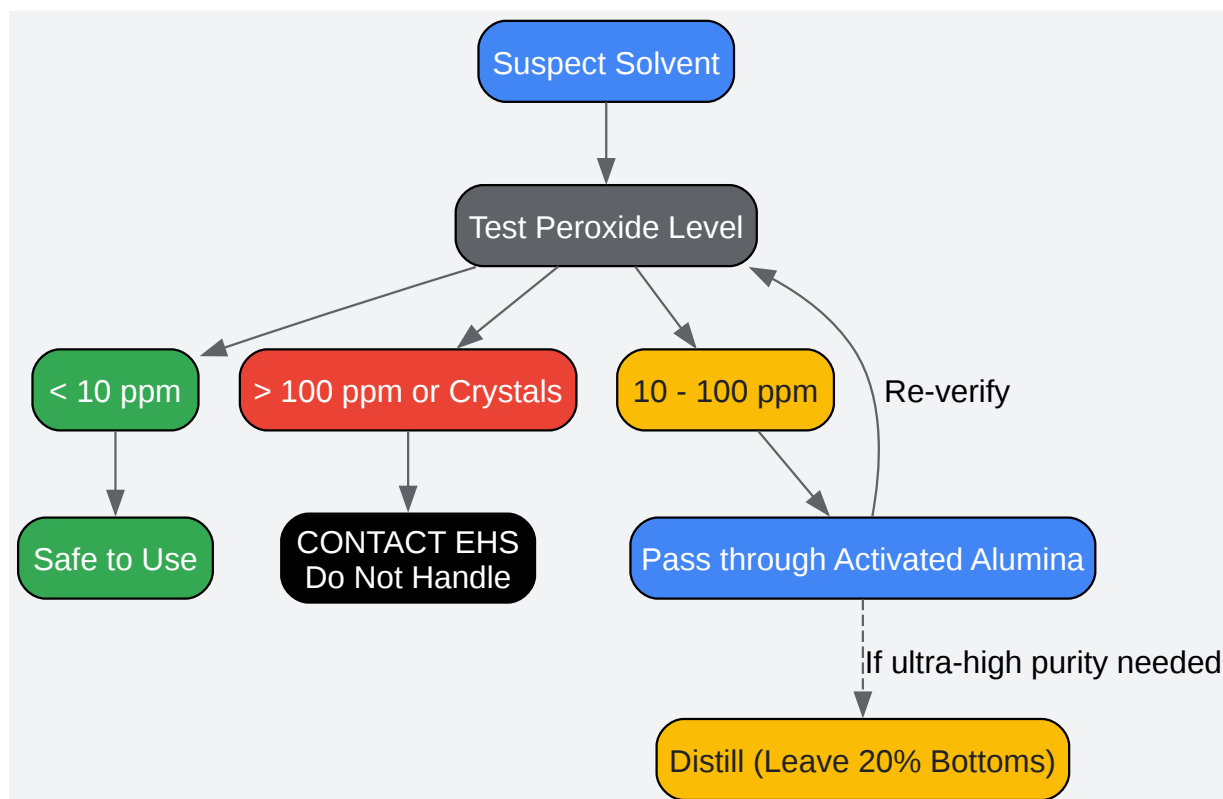 Suspect Solvent
Test Peroxide Level
< 10 ppm
> 100 ppm or Crystals
10 - 100 ppm
Re-verify
Safe to Use
CONTACT EHS
Do Not Handle
Pass through Activated Alumina
If ultra-high purity needed
Distill (Leave 20% Bottoms)